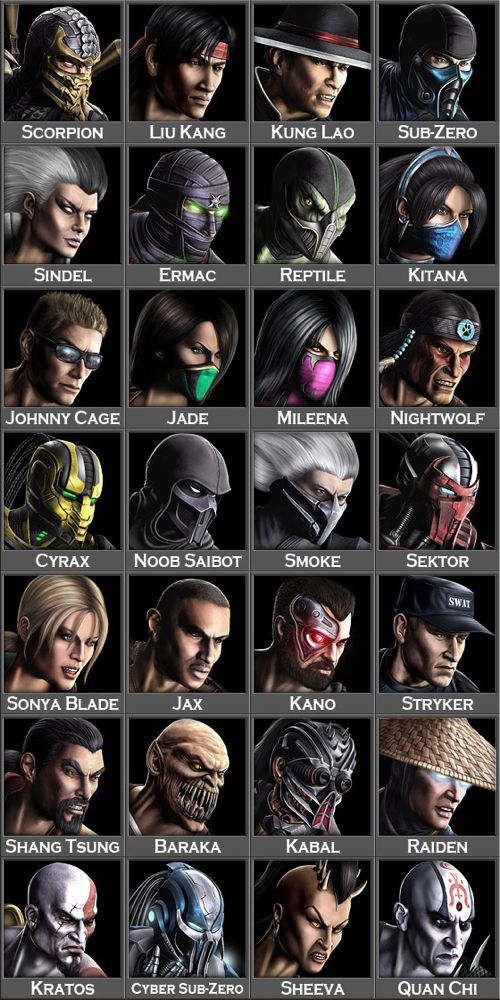 Scorpion
Liu Kang
Kung Lao
Sub-Zero
Sindel
Ermac
Reptile
Kitana
Johnny Cage
Jade
Mileena
Nightwolf
Cyrax
Noob Saibot
Smoke
Sektor
SWAT
Sonya Blade
Jax
Kano
Stryker
Shang Tsung
Baraka
Kabal
Raiden
Kratos
Cyber Sub-Zero
Sheeva
Quan Chi